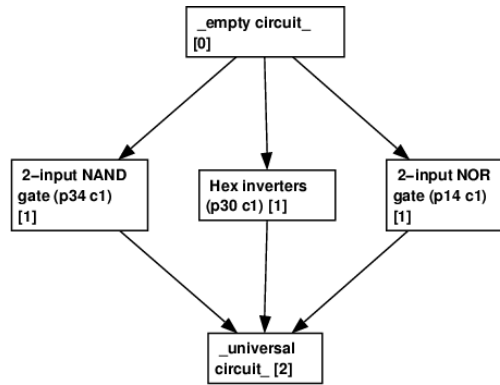 _empty circuit_
[0]
2−input NAND
gate (p34 c1)
[1]
Hex inverters
(p30 c1) [1]
2−input NOR
gate (p14 c1)
[1]
_universal
circuit_ [2]